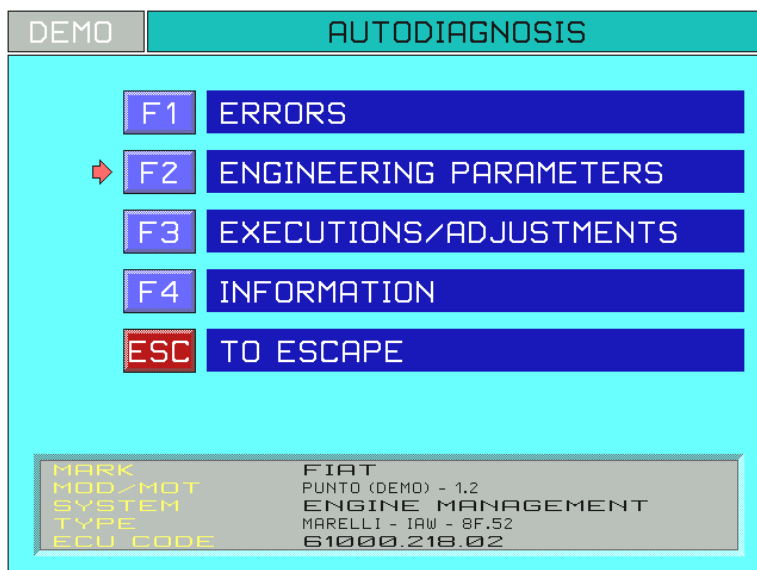 DEMO AUTODIAGNOSIS
F1 ERRORS
F2 ENGINEERING PARAMETERS
F3 EXECUTIONS/ADJUSTMENTS
F4 INFORMATION
ESC TO ESCAPE
MARK FIAT
MOD/MOT PUNTO (DEMO) - 1.2
SYSTEM ENGINE MANAGEMENT
TYPE MARELLI - IAW - 8F.52
ECU CODE 61000.218.02